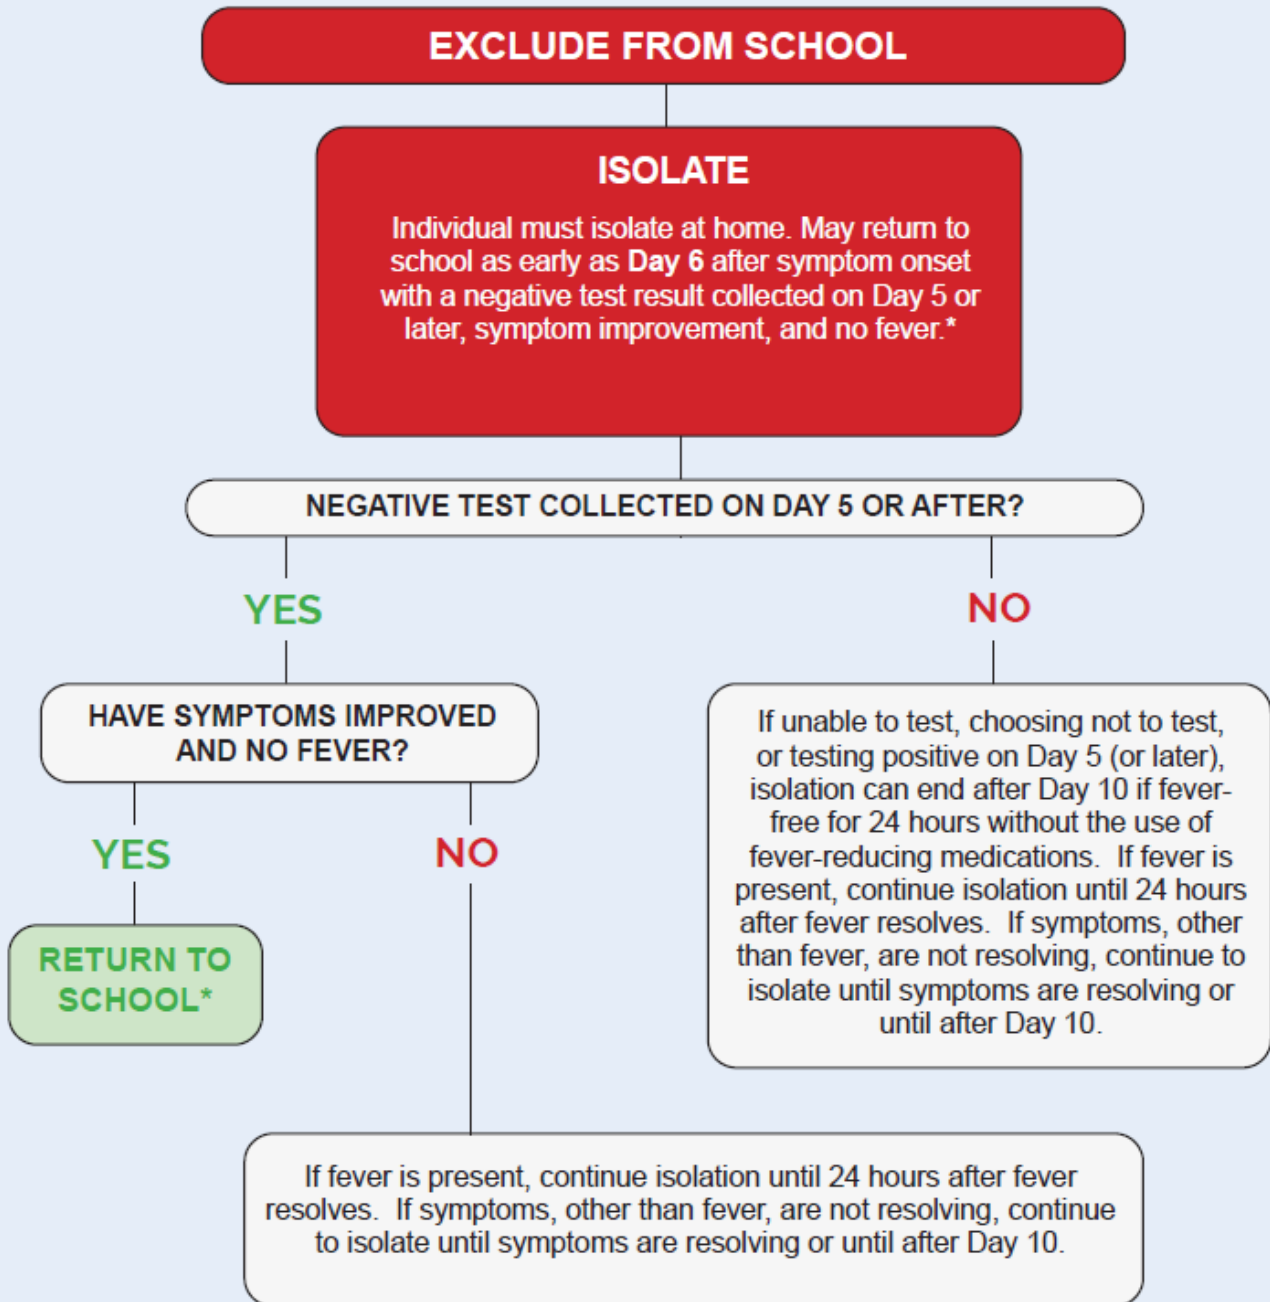 EXCLUDE FROM SCHOOL
ISOLATE
Individual must isolate at home. May return to
school as early as Day 6 after symptom onset
with a negative test result collected on Day 5 or
later, symptom improvement, and no fever.*
NEGATIVE TEST COLLECTED ON DAY 5 OR AFTER?
YES
NO
HAVE SYMPTOMS IMPROVED
AND NO FEVER?
YES
NO
RETURN TO
SCHOOL*
If unable to test, choosing not to test,
or testing positive on Day 5 (or later),
isolation can end after Day 10 if fever-
free for 24 hours without the use of
fever-reducing medications. If fever is
present, continue isolation until 24 hours
after fever resolves. If symptoms, other
than fever, are not resolving, continue to
isolate until symptoms are resolving or
until after Day 10.
If fever is present, continue isolation until 24 hours after fever
resolves. If symptoms, other than fever, are not resolving, continue
to isolate until symptoms are resolving or until after Day 10.